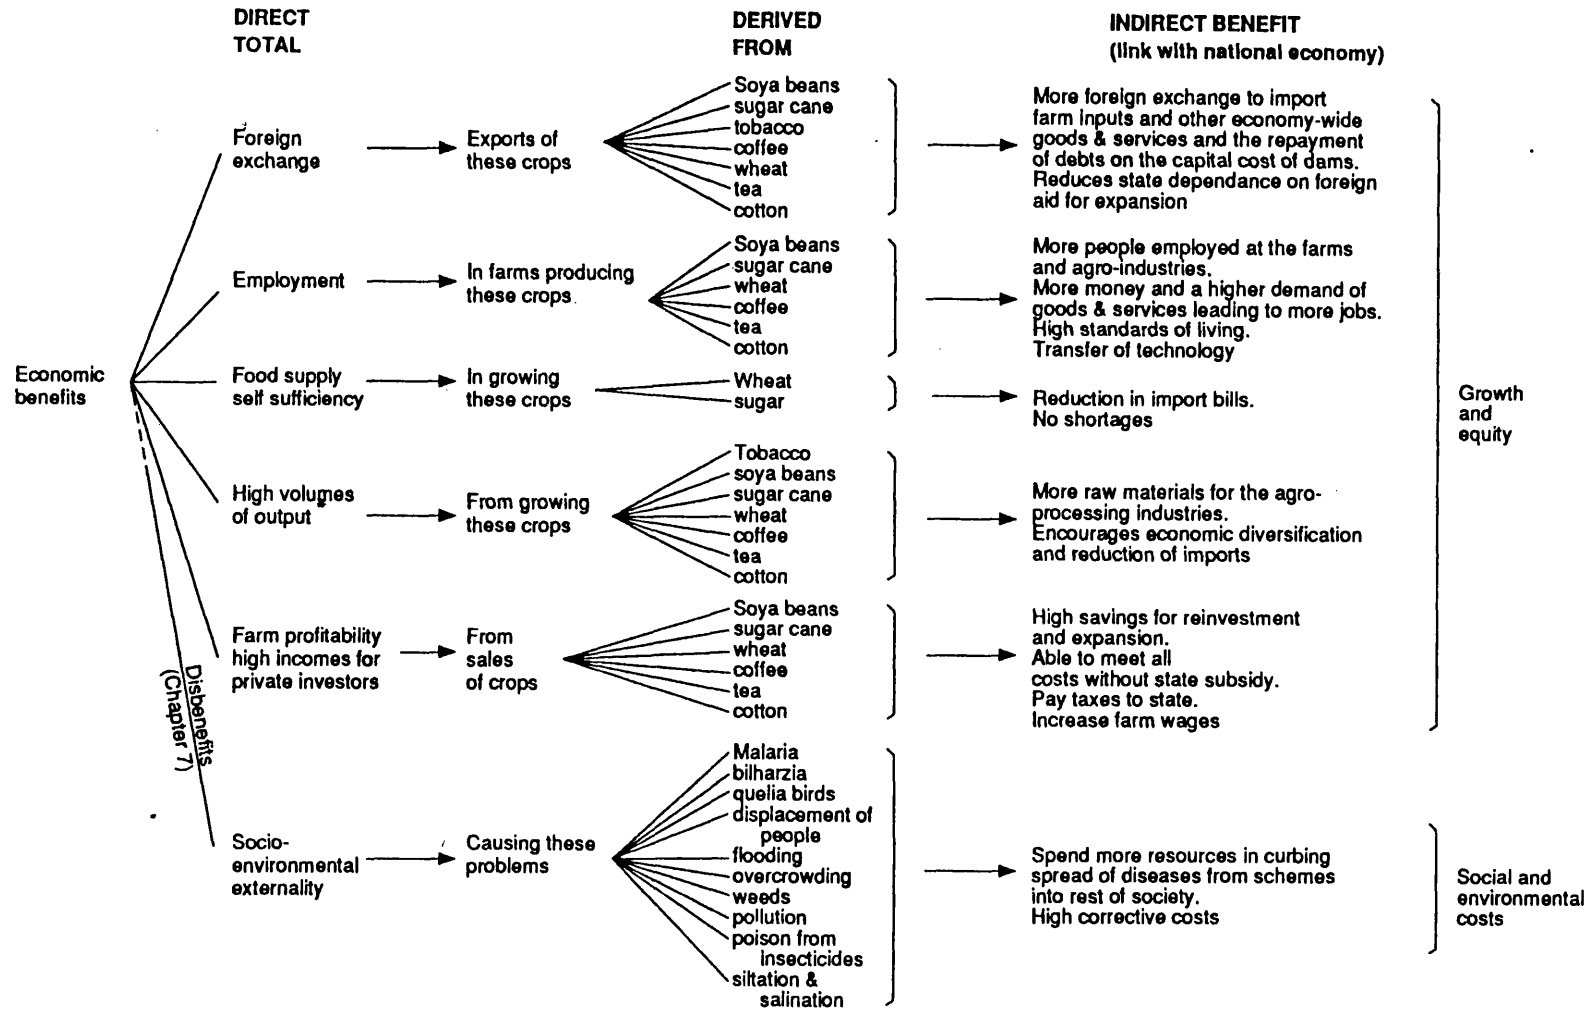 DIRECT
TOTAL
DERIVED
FROM
INDIRECT BENEFIT
(link with national economy)
Economic
benefits
Foreign
exchange
Exports of
these crops
Soya beans
sugar cane
tobacco
coffee
wheat
tea
cotton
More foreign exchange to import
farm inputs and other economy-wide
goods & services and the repayment
of debts on the capital cost of dams.
Reduces state dependance on foreign
aid for expansion
Employment
In farms producing
these crops
Soya beans
sugar cane
wheat
coffee
tea
cotton
More people employed at the farms
and agro-industries.
More money and a higher demand of
goods & services leading to more jobs.
High standards of living.
Transfer of technology
Food supply
self sufficiency
In growing
these crops
Wheat
sugar
Reduction in import bills.
No shortages
High volumes
of output
From growing
these crops
Tobacco
soya beans
sugar cane
wheat
coffee
tea
cotton
More raw materials for the agro-
processing industries.
Encourages economic diversification
and reduction of imports
Farm profitability
high incomes for
private investors
From
sales
of crops
Soya beans
sugar cane
wheat
coffee
tea
cotton
High savings for reinvestment
and expansion.
Able to meet all
costs without state subsidy.
Pay taxes to state.
Increase farm wages
Growth
and
equity
Disbenefits
(Chapter 7)
Socio-
environmental
externality
Causing these
problems
Malaria
bilharzia
quelia birds
displacement of
people
flooding
overcrowding
weeds
pollution
poison from
insecticides
siltation &
salination
Spend more resources in curbing
spread of diseases from schemes
into rest of society.
High corrective costs
Social and
environmental
costs